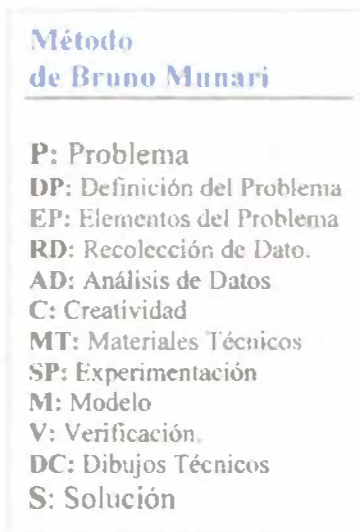 Método
de Bruno Munari
P: Problema
DP: Definición del Problema
EP: Elementos del Problema
RD: Recolección de Dato.
AD: Análisis de Datos
C: Creatividad
MT: Materiales Técnicos
SP: Experimentación
M: Modelo
V: Verificación.
DC: Dibujos Técnicos
S: Solución